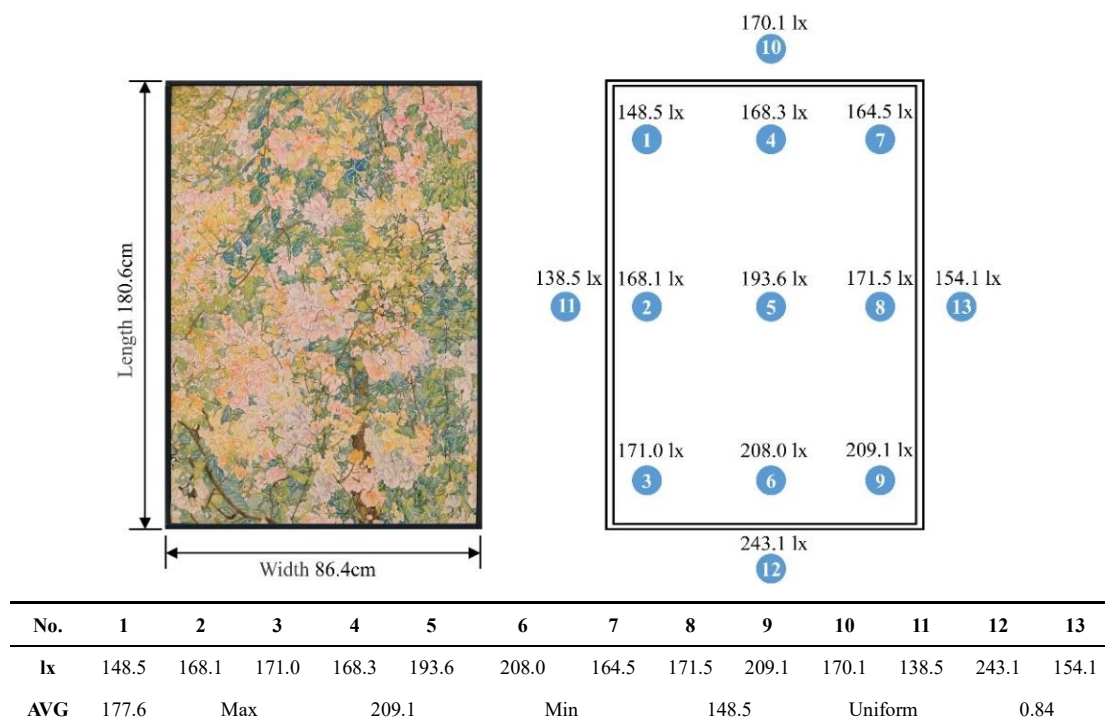 170.1 lx
10
148.5 lx 168.3 lx 164.5 lx
1 4 7
Length 180.6cm
138.5 lx 168.1 lx 193.6 lx 171.5 lx 154.1 lx
11 2 5 8 13
171.0 lx 208.0 lx 209.1 lx
3 6 9
243.1 lx
12
Width 86.4cm
No. 1 2 3 4 5 6 7 8 9 10 11 12 13
lx 148.5 168.1 171.0 168.3 193.6 208.0 164.5 171.5 209.1 170.1 138.5 243.1 154.1
AVG 177.6 Max 209.1 Min 148.5 Uniform 0.84